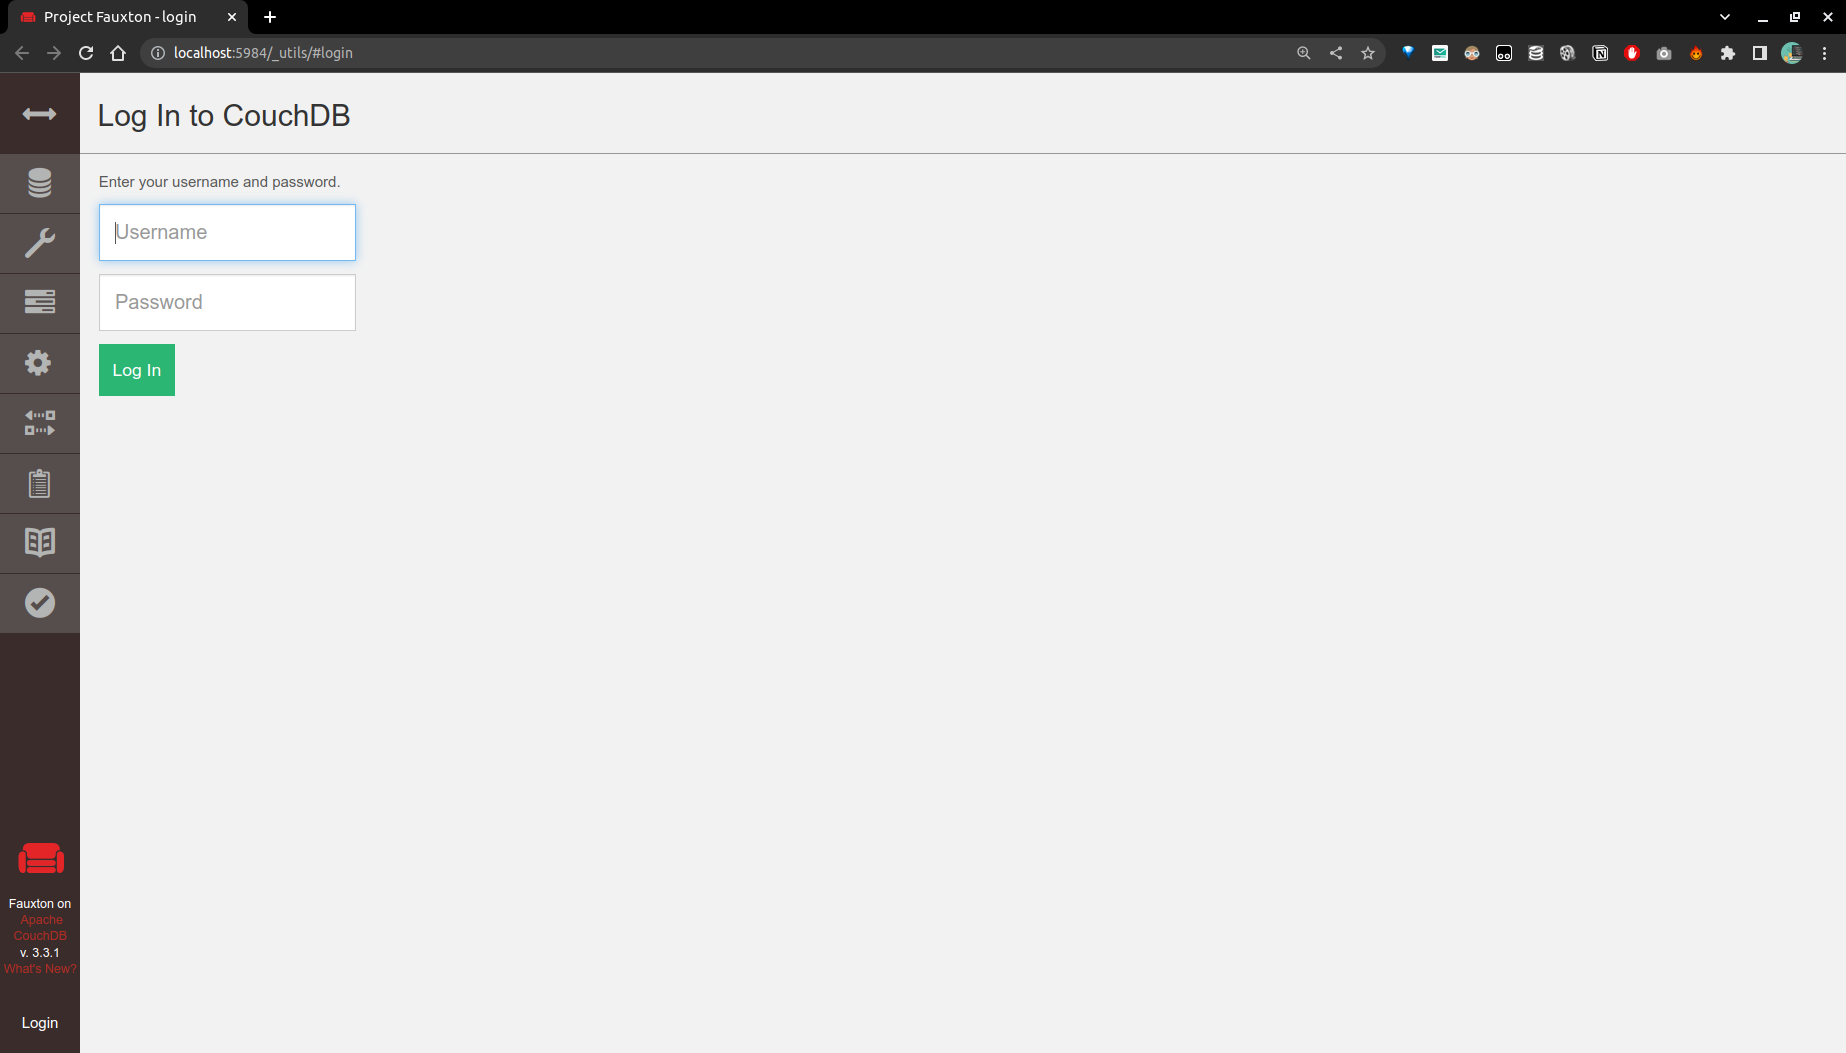 Project Fauxton - login
localhost:5984/_utils/#login
Log In to CouchDB
Enter your username and password.
Username
Password
Log In
Fauxton on
Apache
CouchDB
v. 3.3.1
What's New?
Login